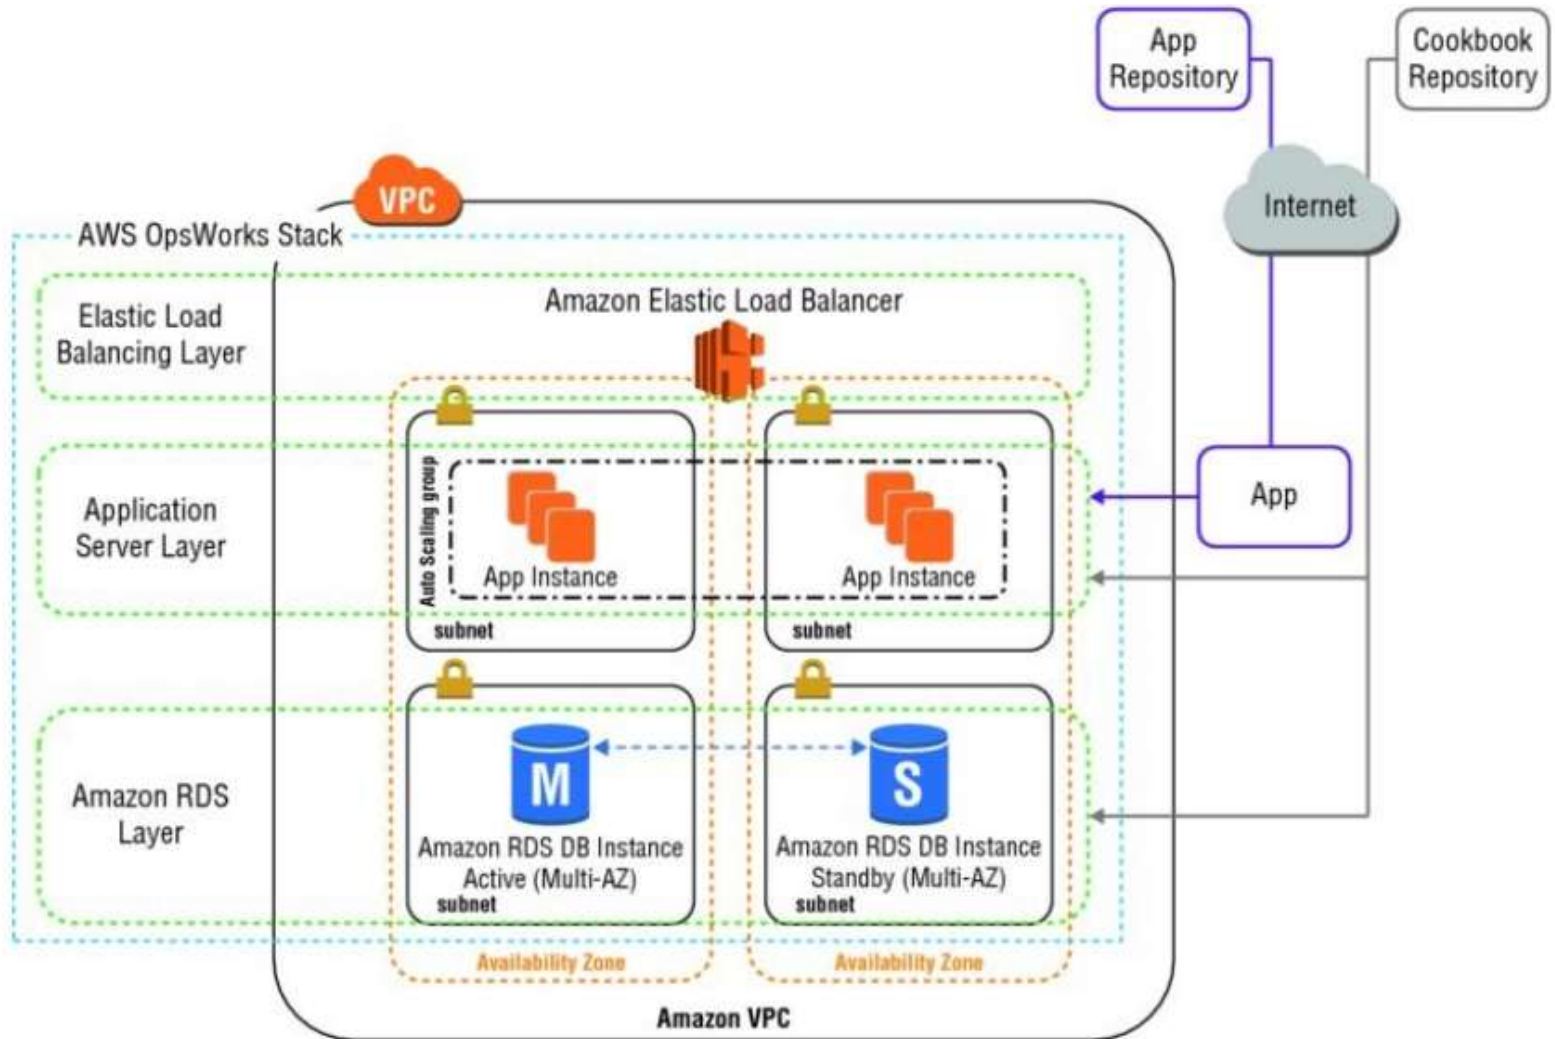 App
Repository
Cookbook
Repository
VPC
Internet
AWS OpsWorks Stack
Elastic Load
Balancing Layer
Amazon Elastic Load Balancer
Application
Server Layer
Auto Scaling group
App Instance
App Instance
subnet
subnet
App
Amazon RDS
Layer
M
S
Amazon RDS DB Instance
Active (Multi-AZ)
subnet
Amazon RDS DB Instance
Standby (Multi-AZ)
subnet
Availability Zone
Availability Zone
Amazon VPC